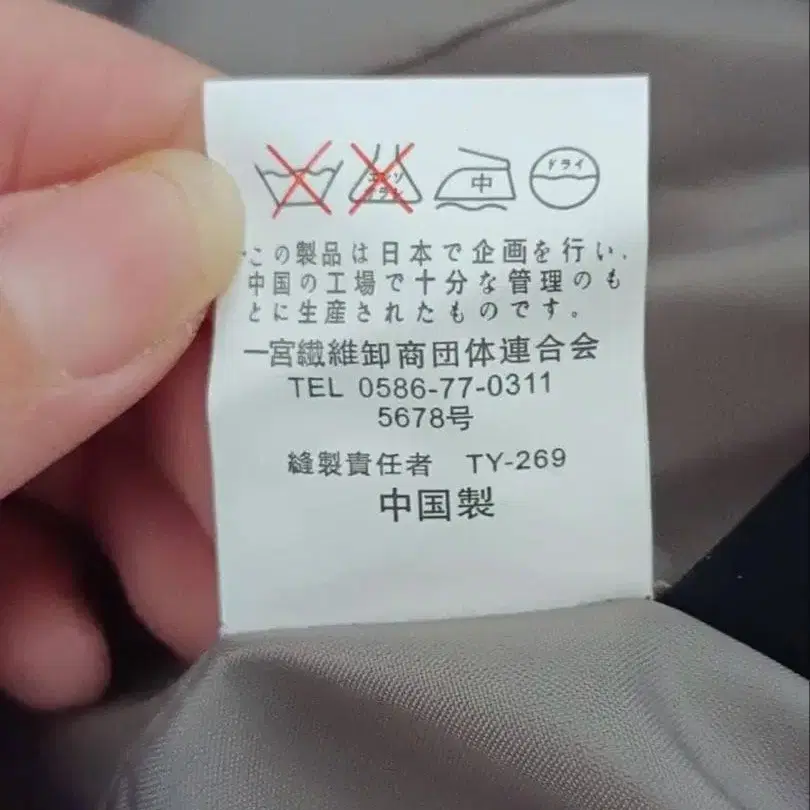 エンソ
サラシ
中
ドライ
・この製品は日本で企画を行い、
中国の工場で十分な管理のも
とに生産されたものです。
一宮繊維卸商団体連合会
TEL 0586-77-0311
5678号
縫製責任者 TY-269
中国製